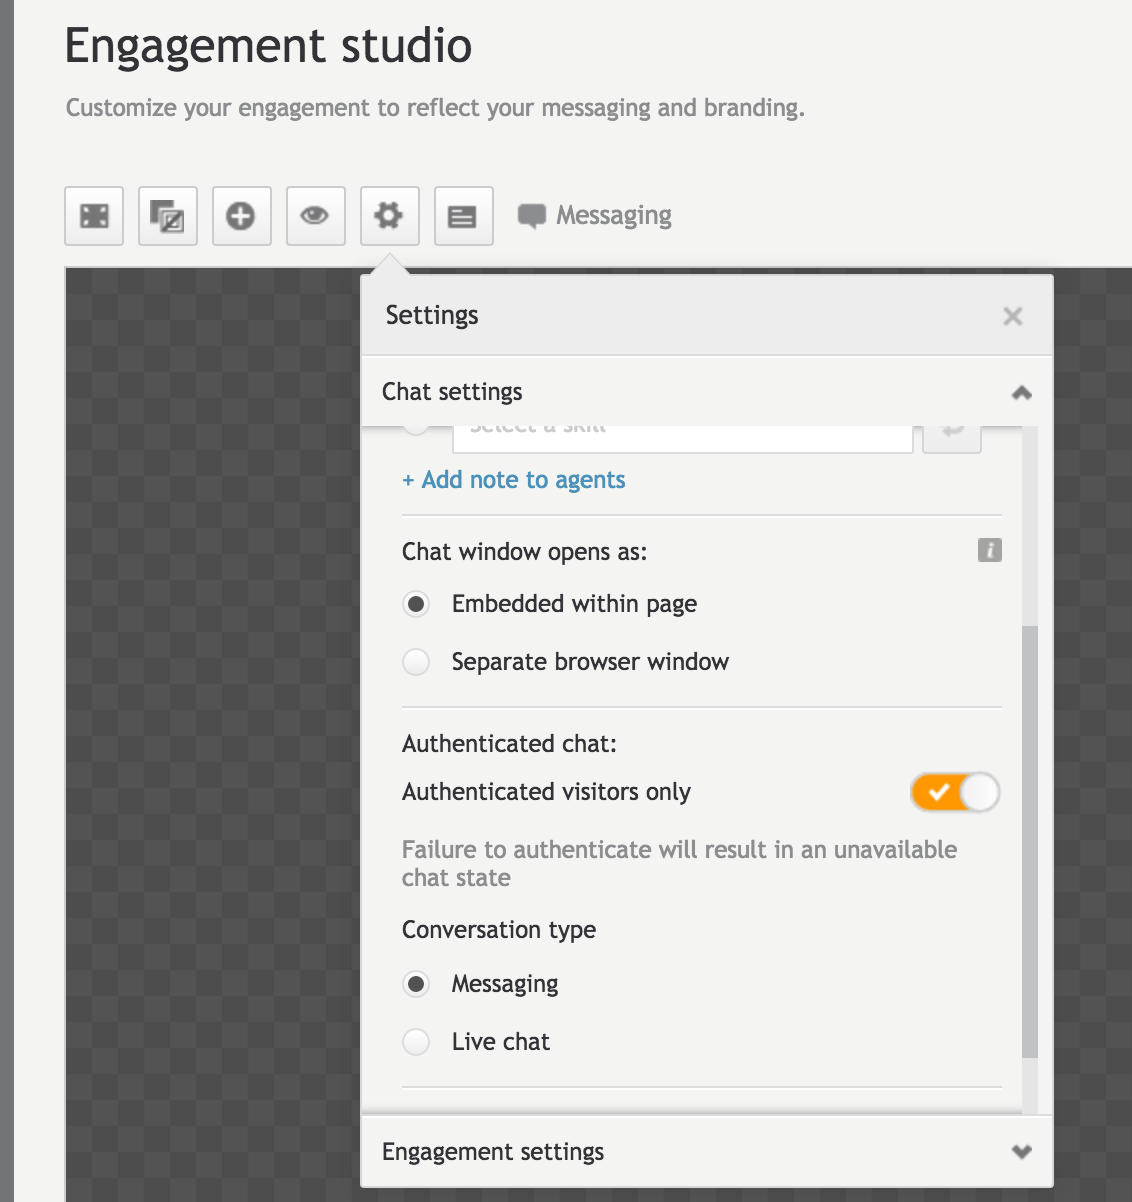 Engagement studio
Customize your engagement to reflect your messaging and branding.
Messaging
Settings
Chat settings
Select a skill
+ Add note to agents
Chat window opens as:
Embedded within page
Separate browser window
Authenticated chat:
Authenticated visitors only
Failure to authenticate will result in an unavailable
chat state
Conversation type
Messaging
Live chat
Engagement settings